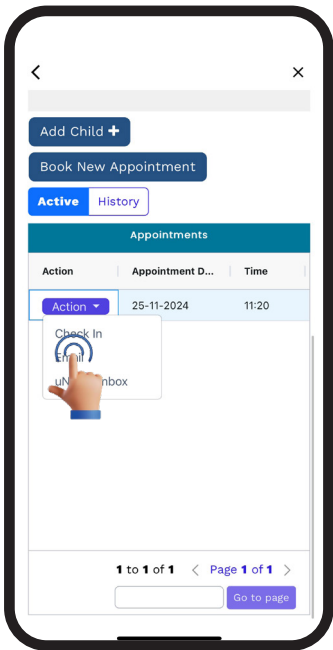 Add Child +
Book New Appointment
Active History
Appointments
Action Appointment D... Time
Action 25-11-2024 11:20
Check In
Email
1 to 1 of 1 < Page 1 of 1 >
Go to page